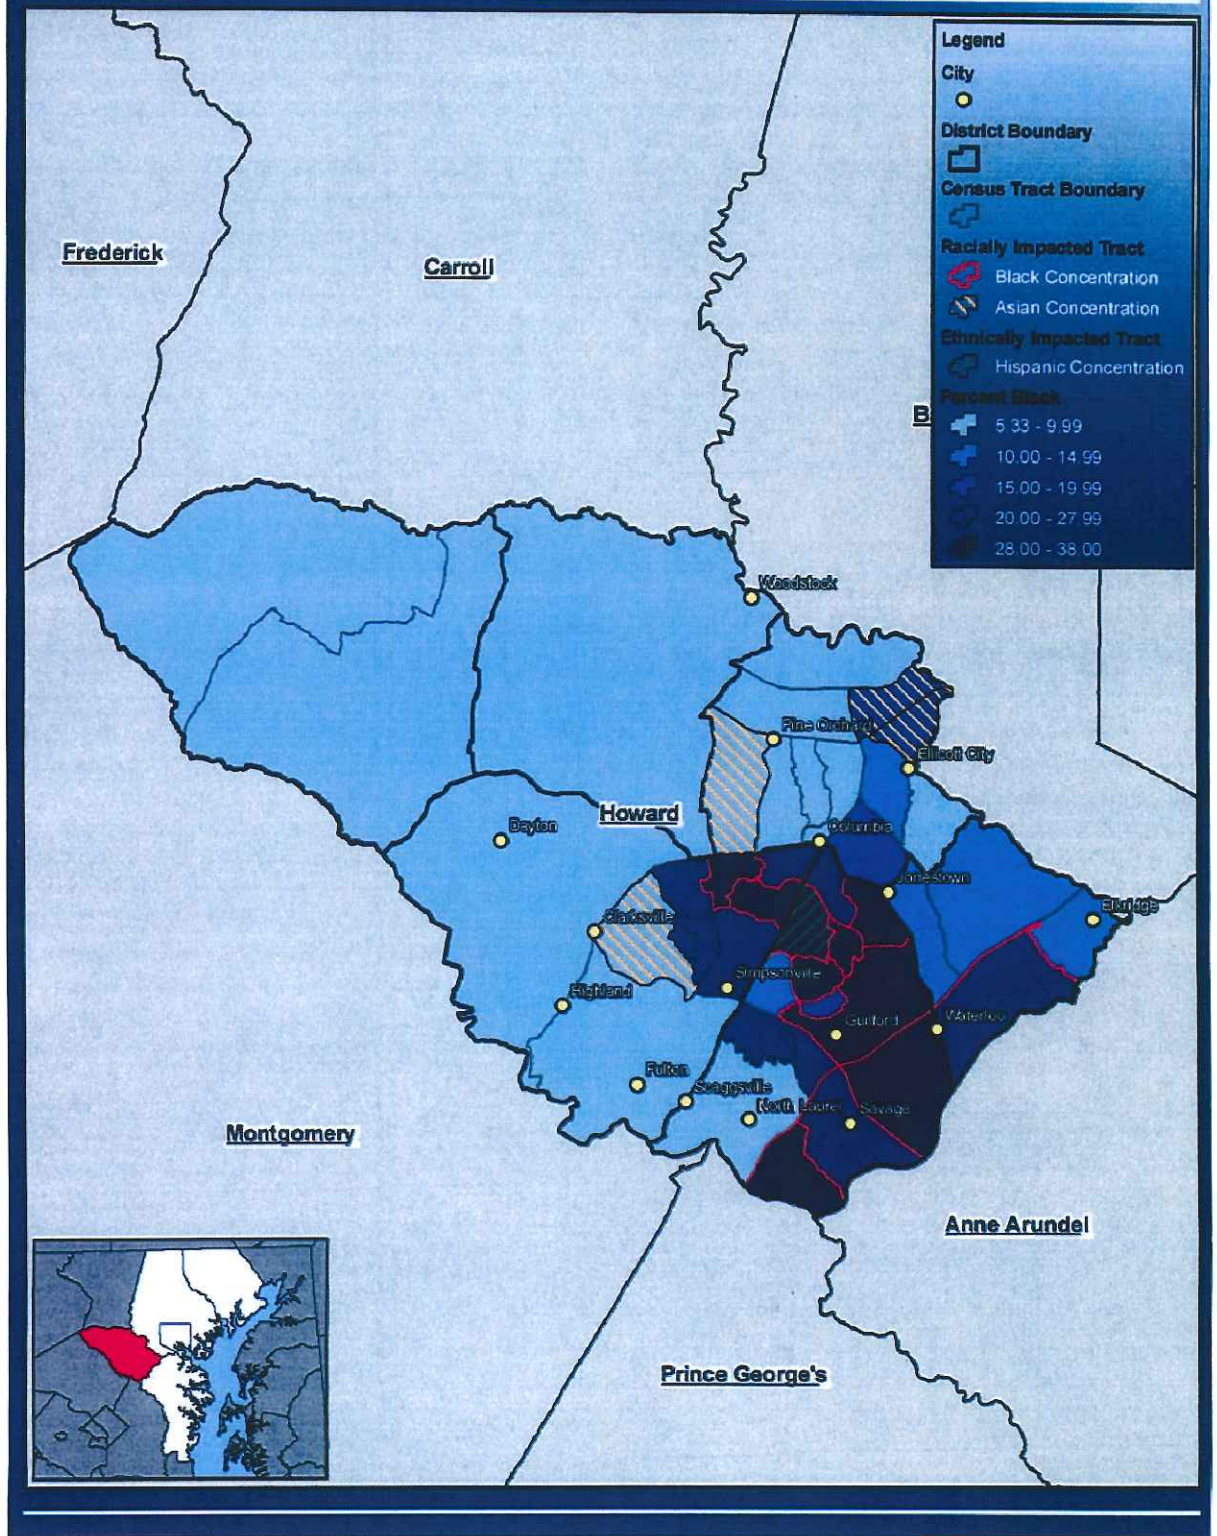 Legend
City
District Boundary
Census Tract Boundary
Racially Impacted Tract
Black Concentration
Asian Concentration
Ethnically Impacted Tract
Hispanic Concentration
Percent Black
5.33 - 9.99
10.00 - 14.99
15.00 - 19.99
20.00 - 27.99
28.00 - 38.00
Frederick
Carroll
B
Woodstock
Pine Orchard
Ellicott City
Howard
Dayton
Columbia
Jonestown
Elkridge
Clarksville
Simpsonville
Highland
Guilford
Waterloo
Fulton
Scaggsville
North Laurel
Savage
Montgomery
Anne Arundel
Prince George's